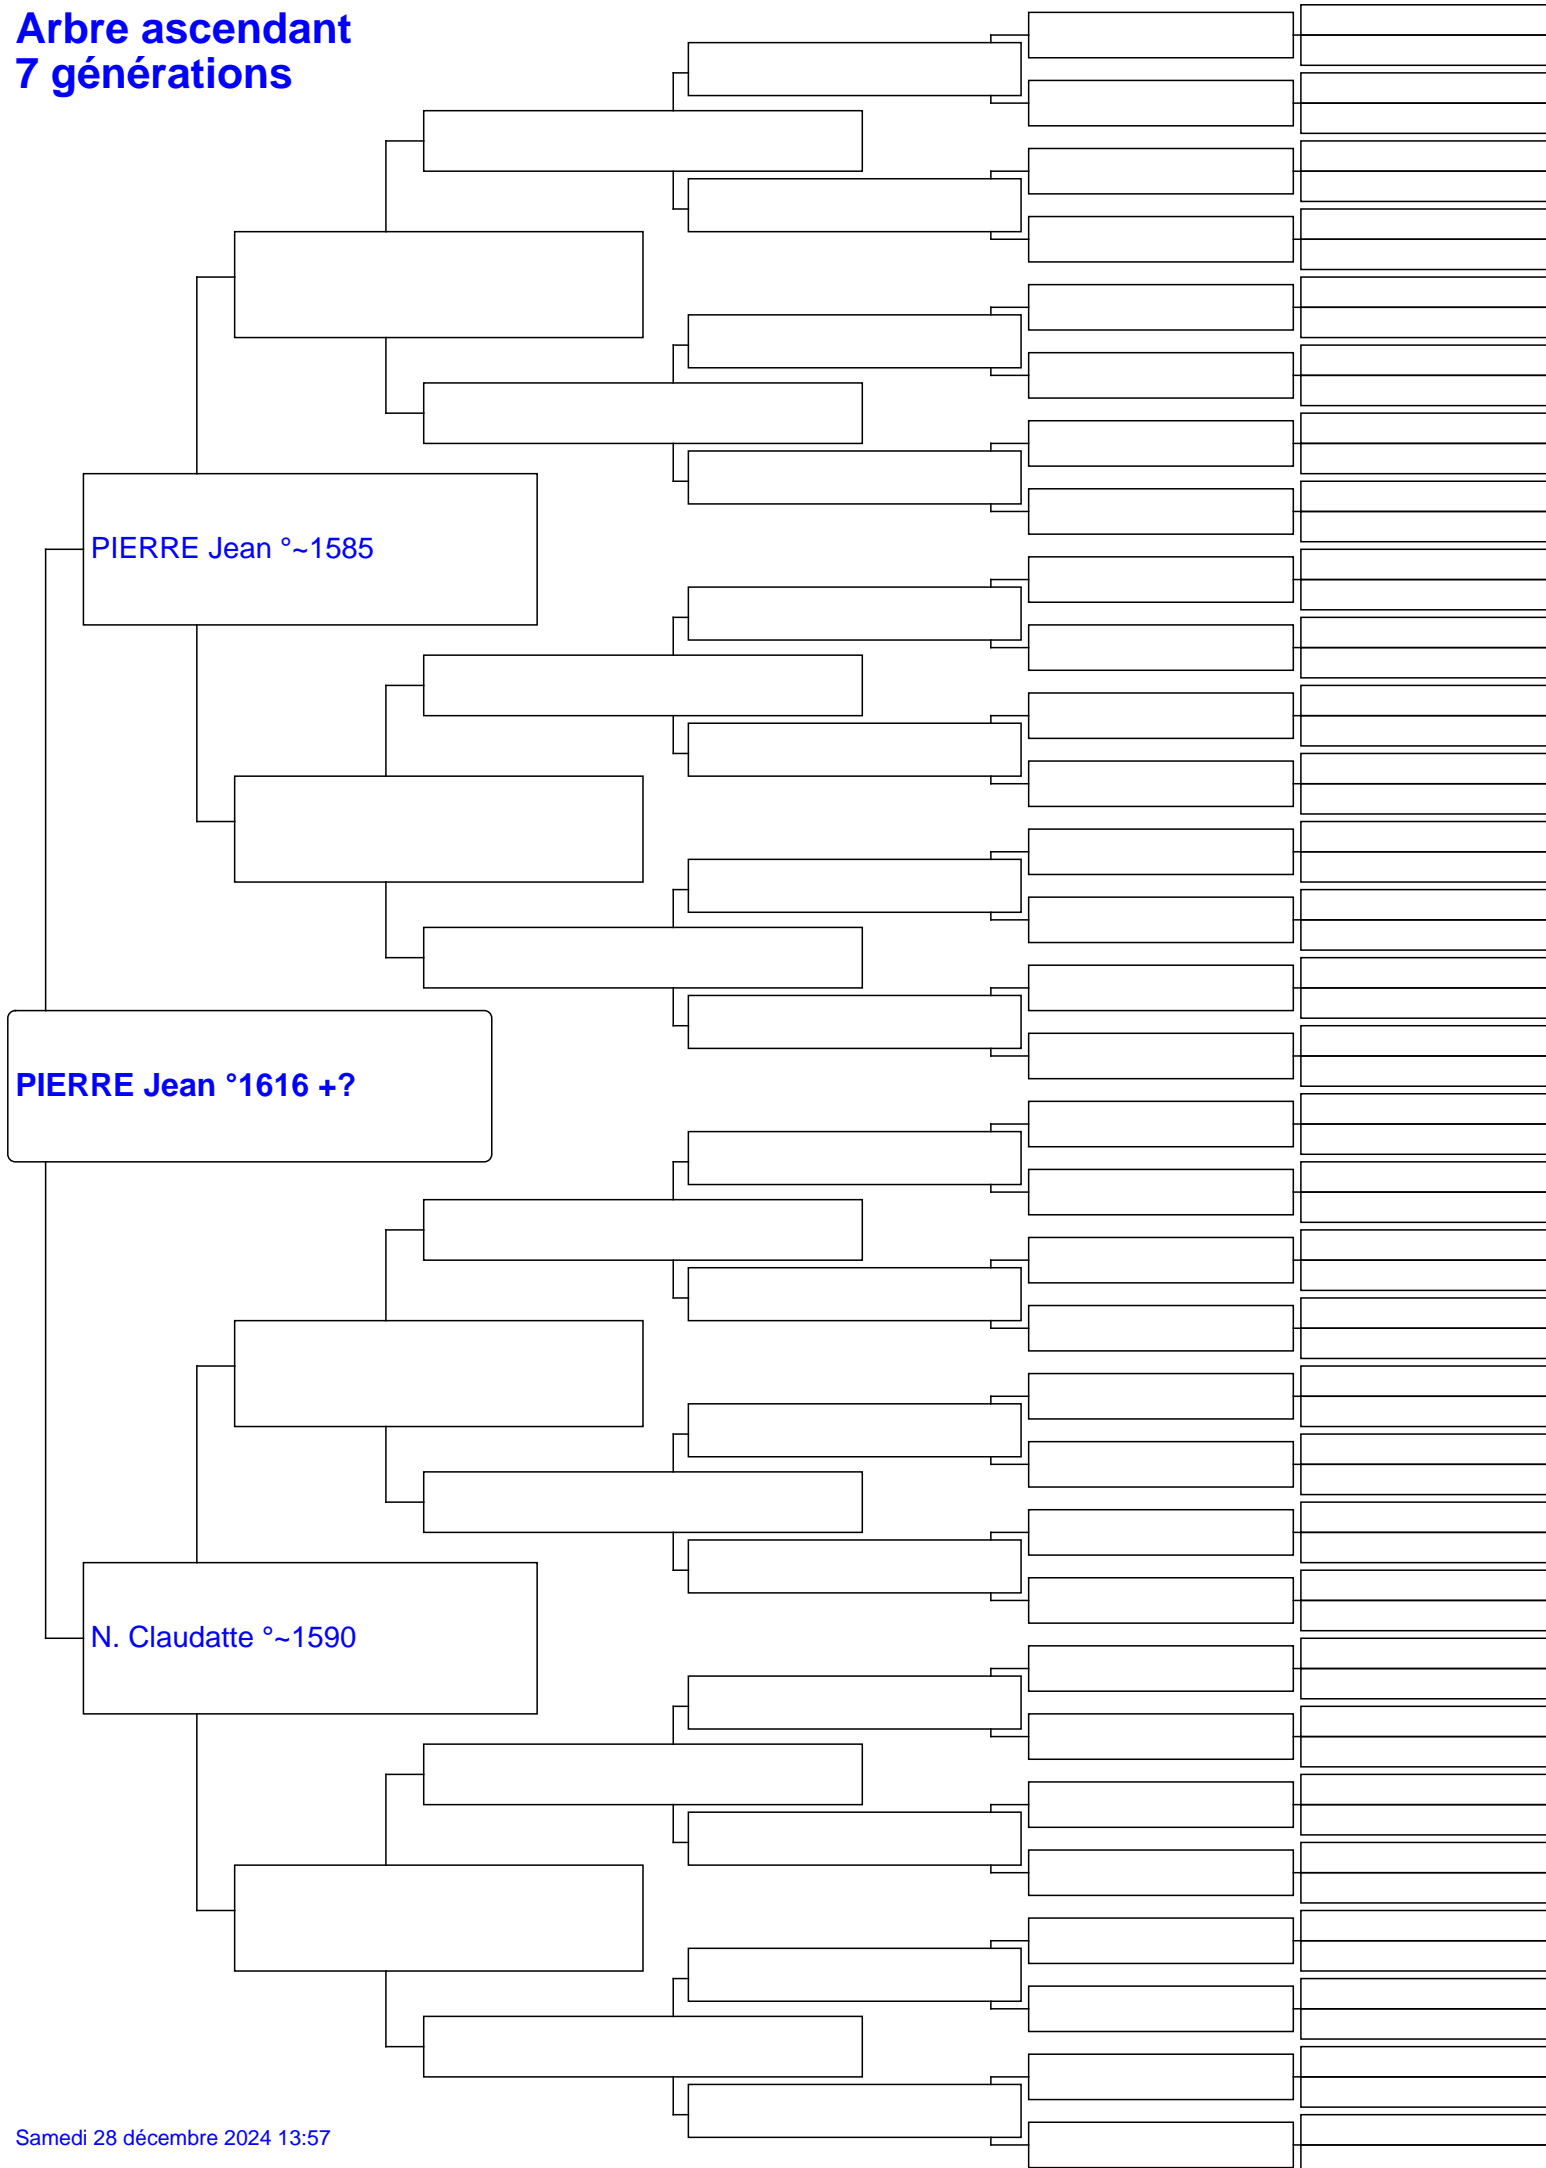 Arbre ascendant
7 générations
PIERRE Jean °~1585
PIERRE Jean °1616 +?
N. Claudatte °~1590
Samedi 28 décembre 2024 13:57